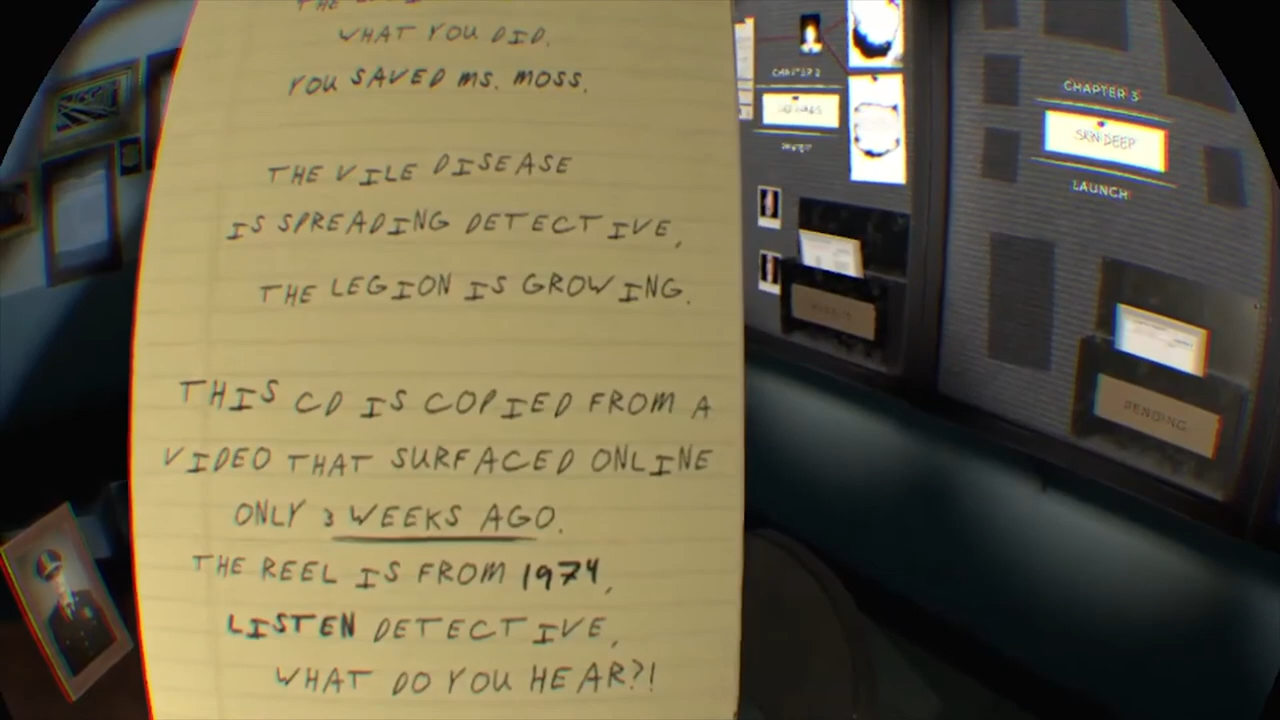 THE
WHAT YOU DID.
YOU SAVED MS. MOSS.
THE VILE DISEASE
IS SPREADING DETECTIVE,
THE LEGION IS GROWING.
THIS CD IS COPIED FROM A
VIDEO THAT SURFACED ONLINE
ONLY 3 WEEKS AGO.
THE REEL IS FROM 1974,
LISTEN DETECTIVE,
WHAT DO YOU HEAR?!
CHAPTER 2
CHAPTER 3
SKIN DEEP
LAUNCH
PENDING